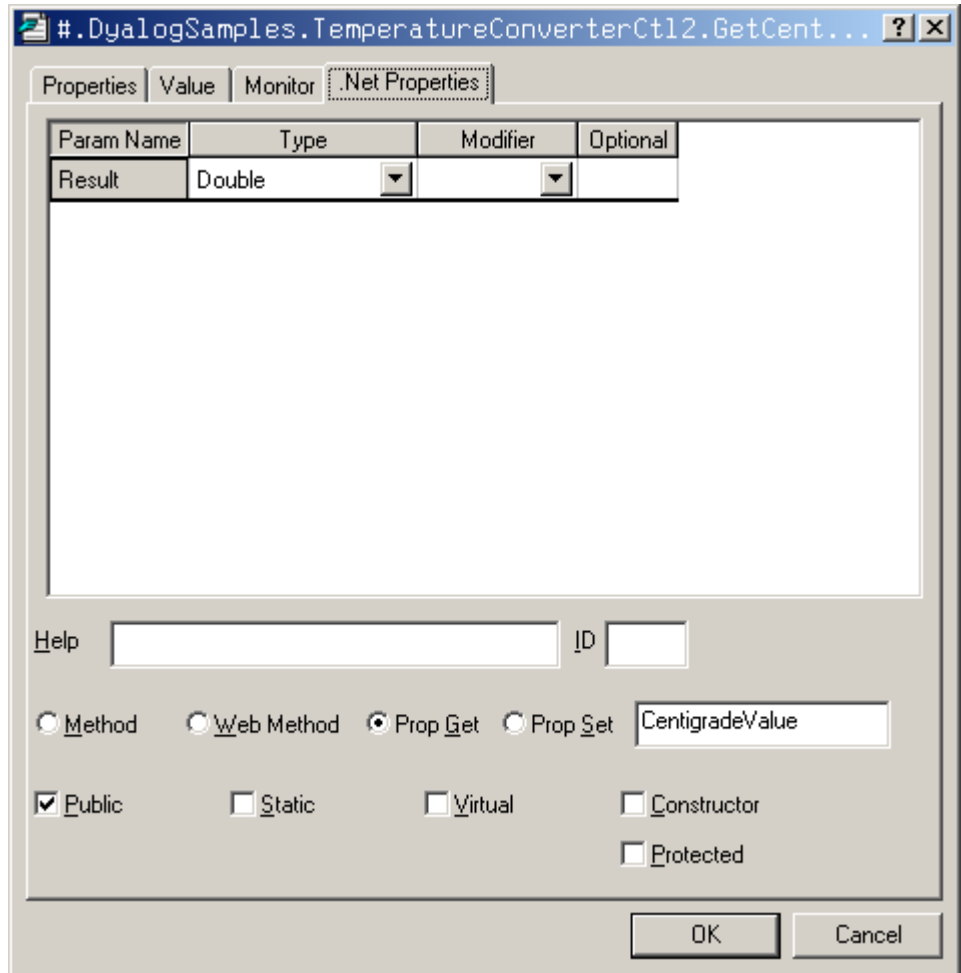 #.DyalogSamples.TemperatureConverterCtl2.GetCent...
Properties Value Monitor .Net Properties
Param Name Type Modifier Optional
Result Double
Help ID
Method Web Method Prop Get Prop Set CentigradeValue
Public Static Virtual Constructor
Protected
OK Cancel